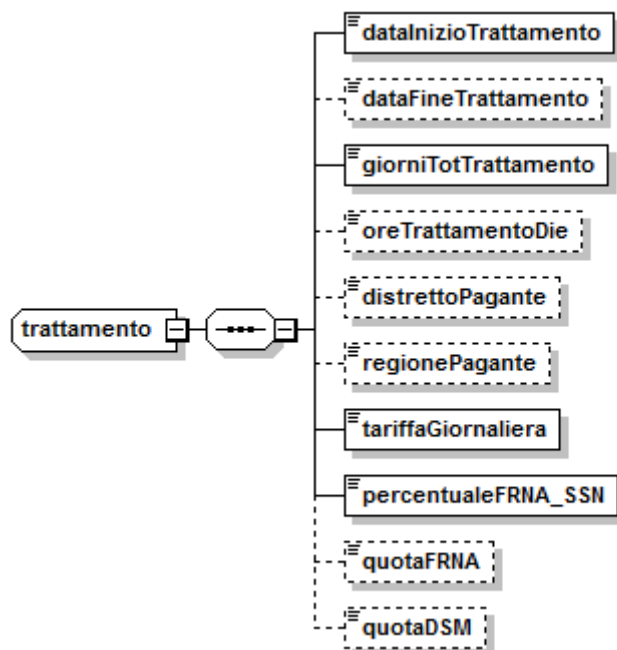 dataInizioTrattamento
dataFineTrattamento
giorniTotTrattamento
oreTrattamentoDie
distrettoPagante
trattamento
regionePagante
tariffaGiornaliera
percentualeFRNA_SSN
quotaFRNA
quotaDSM